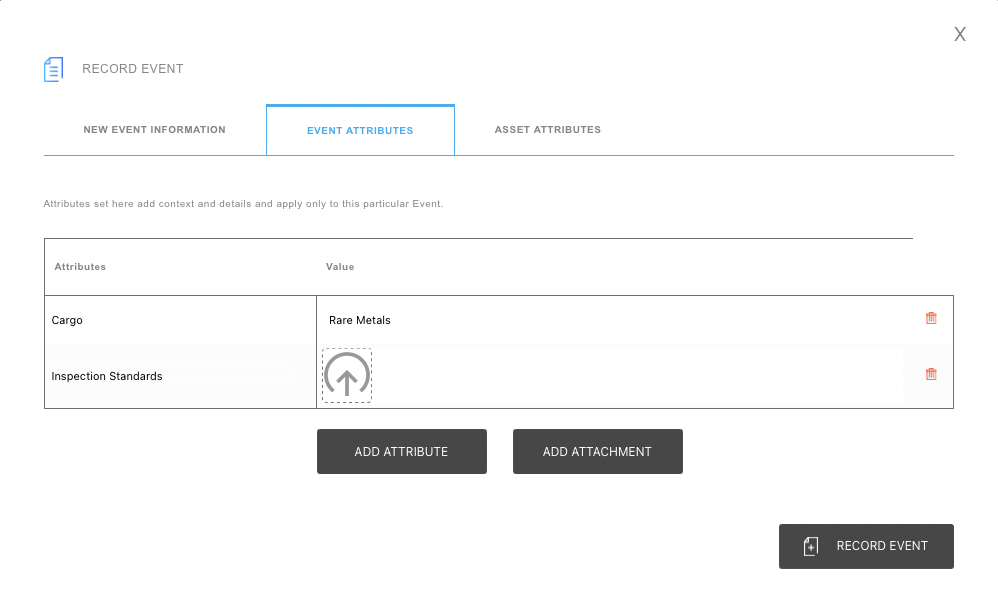 X
RECORD EVENT
NEW EVENT INFORMATION
EVENT ATTRIBUTES
ASSET ATTRIBUTES
Attributes set here add context and details and apply only to this particular Event.
Attributes
Value
Cargo
Rare Metals
Inspection Standards
ADD ATTRIBUTE
ADD ATTACHMENT
RECORD EVENT